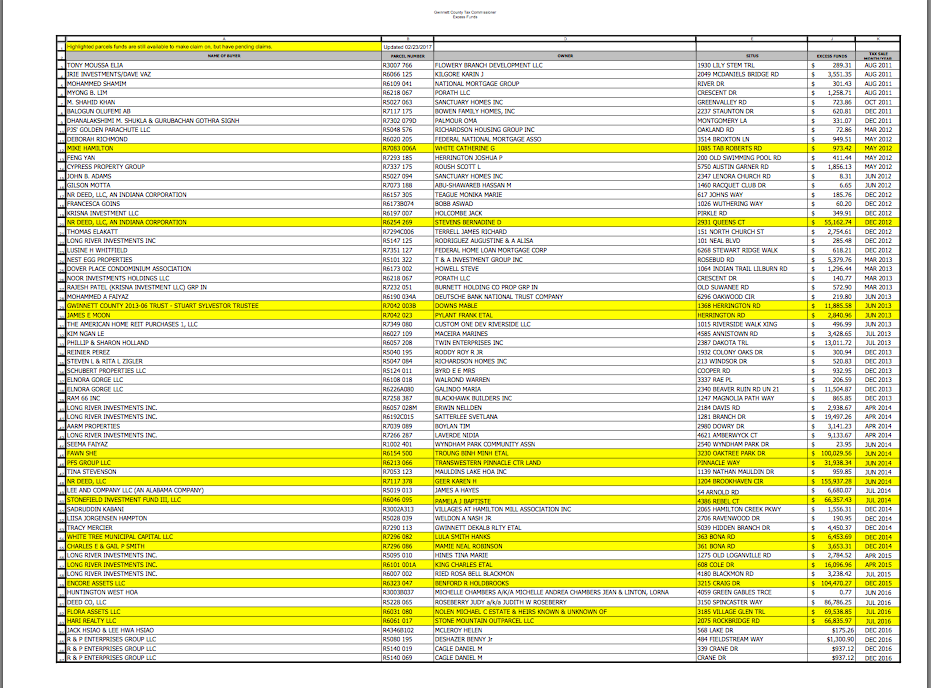 Gwinnett County Tax Commissioner
Excess Funds
Highlighted parcels funds are still available to make claim on, but have pending claims. Updated 02/23/2017
NAME OF BUYER PARCEL NUMBER OWNER SITUS EXCESS FUNDS TAX SALE MONTH/YEAR
TONY MOUSSA ELIA R3007 766 FLOWERY BRANCH DEVELOPMENT LLC 1930 LILY STEM TRL $ 289.31 AUG 2011
IRIE INVESTMENTS/DAVE VAZ R6066 125 KILGORE KARIN J 2049 MCDANIELS BRIDGE RD $ 3,551.35 AUG 2011
MOHAMMED SHAMIM R6109 041 NATIONAL MORTGAGE GROUP RIVER DR $ 301.43 AUG 2011
MYONG B. LIM R6218 067 PORATH LLC CRESCENT DR $ 1,258.71 AUG 2011
M. SHAHID KHAN R5027 063 SANCTUARY HOMES INC GREENVALLEY RD $ 723.86 OCT 2011
BALOGUN OLUFEMI AB R7117 175 BOWEN FAMILY HOMES, INC 2237 STAUNTON DR $ 620.81 DEC 2011
DHANALAKSHIMI M. SHUKLA & GURUBACHAN GOTHRA SIGNH R7302 079D PALMOUR OMA MONTGOMERY LA $ 331.07 DEC 2011
PJS' GOLDEN PARACHUTE LLC R5048 576 RICHARDSON HOUSING GROUP INC OAKLAND RD $ 72.86 MAR 2012
DEBORAH RICHMOND R6020 205 FEDERAL NATIONAL MORTGAGE ASSO 3514 BROXTON LN $ 949.51 MAY 2012
MIKE HAMILTON R7083 006A WHITE CATHERINE G 1085 TAB ROBERTS RD $ 973.42 MAY 2012
FENG YAN R7293 185 HERRINGTON JOSHUA P 200 OLD SWIMMING POOL RD $ 411.44 MAY 2012
CYPRESS PROPERTY GROUP R7337 175 ROUSH SCOTT L 5750 AUSTIN GARNER RD $ 1,856.13 MAY 2012
JOHN B. ADAMS R5027 094 SANCTUARY HOMES INC 2347 LENORA CHURCH RD $ 8.31 JUN 2012
GILSON MOTTA R7073 188 ABU-SHAWAREB HASSAN M 1460 RACQUET CLUB DR $ 6.65 JUN 2012
NR DEED, LLC, AN INDIANA CORPORATION R6157 305 TEAGUE MONIKA MARIE 617 JOHNS WAY $ 185.76 DEC 2012
FRANCESCA GOINS R6173B074 BOBB ASWAD 1026 WUTHERING WAY $ 60.20 DEC 2012
KRISNA INVESTMENT LLC R6197 007 HOLCOMBE JACK PIRKLE RD $ 349.91 DEC 2012
NR DEED, LLC, AN INDIANA CORPORATION R6254 269 STEVENS BERNADINE D 2931 QUEENS CT $ 55,162.74 DEC 2012
THOMAS ELAKATT R7294C006 TERRELL JAMES RICHARD 151 NORTH CHURCH ST $ 2,754.61 DEC 2012
LONG RIVER INVESTMENTS INC R5147 125 RODRIGUEZ AUGUSTINE & A ALISA 101 NEAL BLVD $ 285.48 DEC 2012
LUSINE H WHITFIELD R7351 127 FEDERAL HOME LOAN MORTGAGE CORP 6268 STEWART RIDGE WALK $ 618.21 DEC 2012
NEST EGG PROPERTIES R5101 322 T & A INVESTMENT GROUP INC ROSEBUD RD $ 5,379.76 MAR 2013
DOVER PLACE CONDOMINIUM ASSOCIATION R6173 002 HOWELL STEVE 1064 INDIAN TRAIL LILBURN RD $ 1,296.44 MAR 2013
NOOR INVESTMENTS HOLDINGS LLC R6218 067 PORATH LLC CRESCENT DR $ 140.77 MAR 2013
RAJESH PATEL (KRISNA INVESTMENT LLC) GRP IN R7232 051 BURNETT HOLDING CO PROP GRP IN OLD SUWANEE RD $ 572.90 MAR 2013
MOHAMMED A FAIYAZ R6190 034A DEUTSCHE BANK NATIONAL TRUST COMPANY 6296 OAKWOOD CIR $ 219.80 JUN 2013
GWINNETT COUNTY 2013-06 TRUST - STUART SYLVESTOR TRUSTEE R7042 003B DOWNS MABLE 1368 HERRINGTON RD $ 11,885.58 JUN 2013
JAMES E MOON R7042 023 PYLANT FRANK ETAL HERRINGTON RD $ 2,840.96 JUN 2013
THE AMERICAN HOME REIT PURCHASES 1, LLC R7349 080 CUSTOM ONE DEV RIVERSIDE LLC 1015 RIVERSIDE WALK XING $ 496.99 JUN 2013
KIM NGAN LE R6027 109 MACEIRA MARINES 4585 ANNISTOWN RD $ 3,428.65 JUL 2013
PHILLIP & SHARON HOLLAND R6057 208 TWIN ENTERPRISES INC 2387 DAKOTA TRL $ 13,011.72 JUL 2013
REINIER PEREZ R5040 195 RODDY ROY R JR 1932 COLONY OAKS DR $ 300.94 DEC 2013
STEVEN L & RITA L ZIGLER R5047 084 RICHARDSON HOMES INC 213 WINDSOR DR $ 520.83 DEC 2013
SCHUBERT PROPERTIES LLC R5124 011 BYRD E E MRS COOPER RD $ 932.95 DEC 2013
ELNORA GORGE LLC R6108 018 WALROND WARREN 3337 RAE PL $ 206.59 DEC 2013
ELNORA GORGE LLC R6226A080 GALINDO MARIA 2340 BEAVER RUIN RD UN 21 $ 11,504.87 DEC 2013
RAM 66 INC R7258 387 BLACKHAWK BUILDERS INC 1247 MAGNOLIA PATH WAY $ 865.85 DEC 2013
LONG RIVER INVESTMENTS INC. R6057 028M ERWIN NELLDEN 2184 DAVIS RD $ 2,938.67 APR 2014
LONG RIVER INVESTMENTS INC. R6192C015 SATTERLEE SVETLANA 1281 BRANCH DR $ 19,497.26 APR 2014
AARM PROPERTIES R7039 089 BOYLAN TIM 2980 DOWRY DR $ 3,141.23 APR 2014
LONG RIVER INVESTMENTS INC. R7266 287 LAVERDE NIDIA 4621 AMBERWYCK CT $ 9,133.67 APR 2014
SEEMA FAIYAZ R1002 401 WYNDHAM PARK COMMUNITY ASSN 2540 WYNDHAM PARK DR $ 23.95 JUN 2014
FAWN SHE R6154 500 TROUNG BINH MINH ETAL 3230 OAKTREE PARK DR $ 100,029.56 JUN 2014
FFS GROUP LLC R6213 066 TRANSWESTERN PINNACLE CTR LAND PINNACLE WAY $ 31,938.34 JUN 2014
TINA STEVENSON R7053 123 MAULDINS LAKE HOA INC 1139 NATHAN MAULDIN DR $ 959.85 JUN 2014
NR DEED, LLC R7117 378 GEER KAREN H 1204 BROOKHAVEN CIR $ 155,937.28 JUN 2014
LEE AND COMPANY LLC (AN ALABAMA COMPANY) R5019 013 JAMES A HAYES 54 ARNOLD RD $ 6,680.07 JUL 2014
STONEFIELD INVESTMENT FUND III, LLC R6046 095 PAMELA J BAPTISTE 4386 REBEL CT $ 66,357.43 JUL 2014
SADRUDDIN KABANI R3002A313 VILLAGES AT HAMILTON MILL ASSOCIATION INC 2065 HAMILTON CREEK PKWY $ 1,556.31 DEC 2014
LIISA JORGENSEN HAMPTON R5028 039 WELDON A NASH JR 2706 RAVENWOOD DR $ 190.95 DEC 2014
TRACY MERCIER R7290 113 GWINNETT DEKALB RLTY ETAL 5039 HIDDEN BRANCH DR $ 4,450.37 DEC 2014
WHITE TREE MUNICIPAL CAPITAL LLC R7296 082 LULA SMITH HANKS 363 BONA RD $ 6,453.69 DEC 2014
CHARLES E & GAIL P SMITH R7296 086 MAMIE NEAL ROBINSON 361 BONA RD $ 3,653.31 DEC 2014
LONG RIVER INVESTMENTS INC. R5095 010 HINES TINA MARIE 1275 OLD LOGANVILLE RD $ 2,784.52 APR 2015
LONG RIVER INVESTMENTS INC. R6101 001A KING CHARLES ETAL 608 COLE DR $ 16,096.96 APR 2015
LONG RIVER INVESTMENTS INC. R6007 002 RIED ROSA BELL BLACKMON 4180 BLACKMON RD $ 3,238.42 JUL 2015
ENCORE ASSETS LLC R6323 047 BENFORD R HOLDBROOKS 3215 CRAIG DR $ 104,470.27 DEC 2015
HUNTINGTON WEST HOA R3003B037 MICHELLE CHAMBERS A/K/A MICHELLE ANDREA CHAMBERS JEAN & LINTON, LORNA 4059 GREEN GABLES TRCE $ 0.77 JUN 2016
DEED CO, LLC R5228 065 ROSEBERRY JUDY a/k/a JUDITH W ROSEBERRY 3150 SPINCASTER WAY $ 86,786.25 JUL 2016
FLORA ASSETS LLC R6031 080 NOLEN MICHAEL C ESTATE & HEIRS KNOWN & UNKNOWN OF 3185 VILLAGE GLEN TRL $ 69,538.85 JUL 2016
HARI REALTY LLC R6061 017 STONE MOUNTAIN OUTPARCEL LLC 2075 ROCKBRIDGE RD $ 66,835.97 JUL 2016
JACK HSIAO & LEE HWA HSIAO R4346B102 MCLEROY HELEN 568 LAKE DR $175.26 DEC 2016
R & P ENTERPRISES GROUP LLC R5080 195 DESHAZER BENNY Jr 484 FIELDSTREAM WAY $1,300.90 DEC 2016
R & P ENTERPRISES GROUP LLC R5140 019 CAGLE DANIEL M 339 CRANE DR $937.12 DEC 2016
R & P ENTERPRISES GROUP LLC R5140 069 CAGLE DANIEL M CRANE DR $937.12 DEC 2016